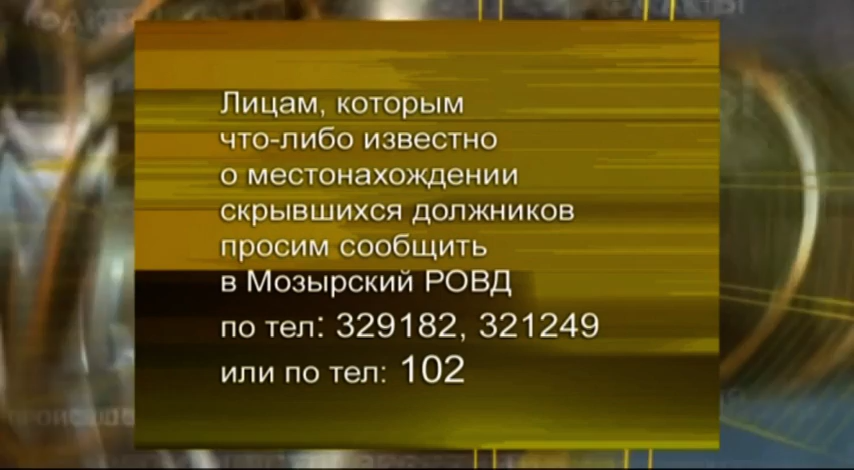 Лицам, которым
что-либо известно
о местонахождении
скрывшихся должников
просим сообщить
в Мозырский РОВД
по тел: 329182, 321249
или по тел: 102